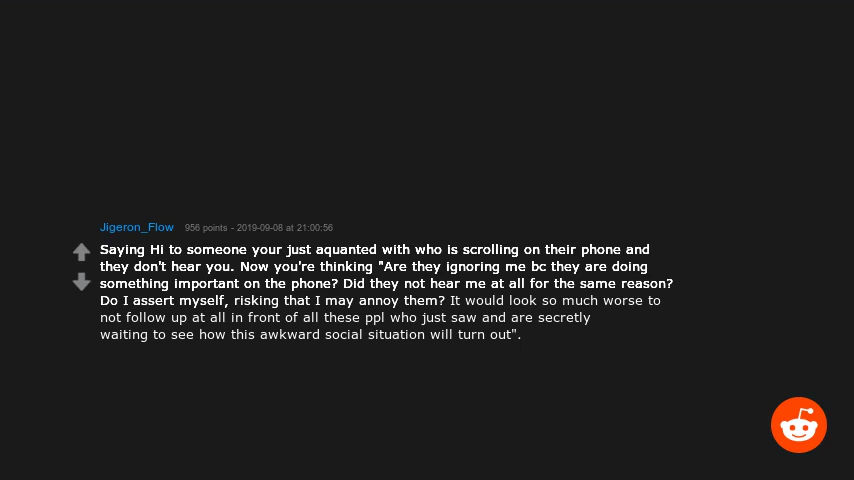 Jigeron_Flow 956 points - 2019-09-08 at 21:00:56
Saying Hi to someone your just aquanted with who is scrolling on their phone and
they don't hear you. Now you're thinking "Are they ignoring me bc they are doing
something important on the phone? Did they not hear me at all for the same reason?
Do I assert myself, risking that I may annoy them? It would look so much worse to
not follow up at all in front of all these ppl who just saw and are secretly
waiting to see how this awkward social situation will turn out".